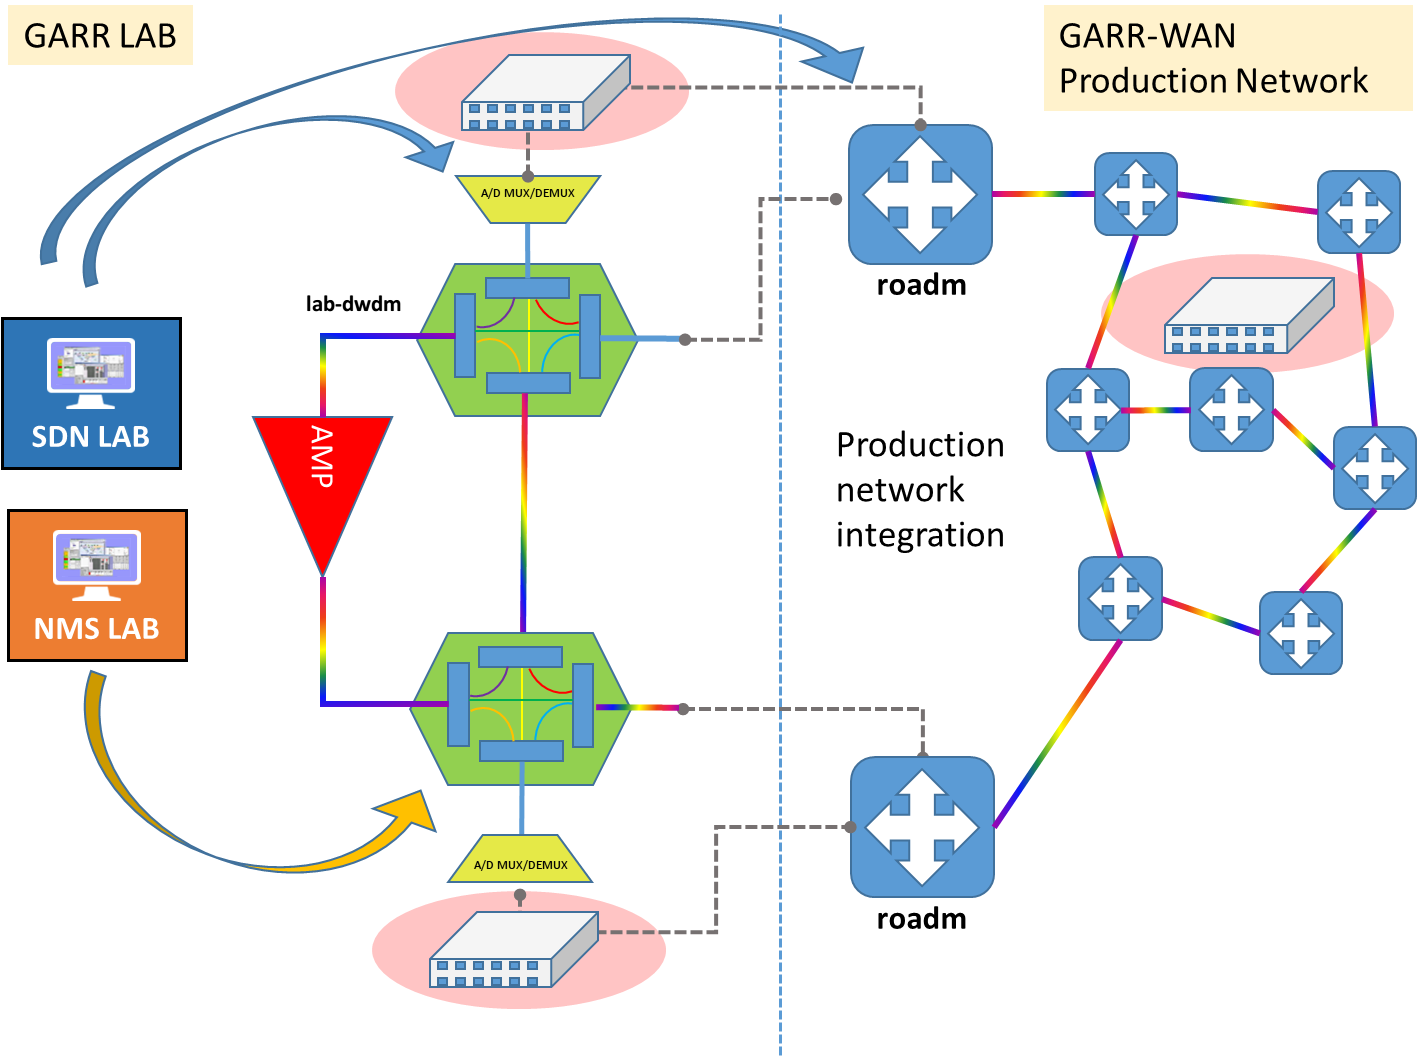 GARR LAB
GARR-WAN
Production Network
A/D MUX/DEMUX
roadm
lab-dwdm
SDN LAB
AMP
Production
network
integration
NMS LAB
A/D MUX/DEMUX
roadm